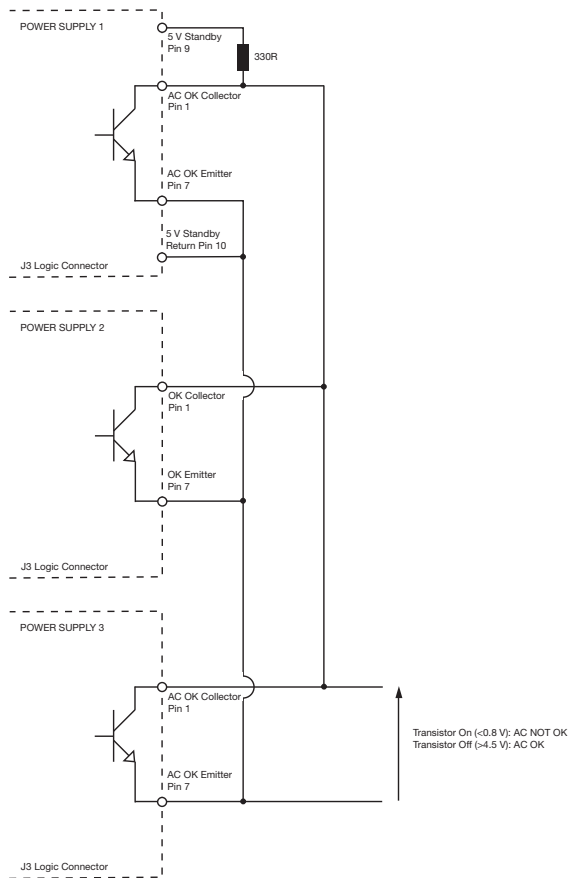 POWER SUPPLY 1
5 V Standby
Pin 9
330R
AC OK Collector
Pin 1
AC OK Emitter
Pin 7
5 V Standby
Return Pin 10
J3 Logic Connector
POWER SUPPLY 2
OK Collector
Pin 1
OK Emitter
Pin 7
J3 Logic Connector
POWER SUPPLY 3
AC OK Collector
Pin 1
Transistor On (<0.8 V): AC NOT OK
Transistor Off (>4.5 V): AC OK
AC OK Emitter
Pin 7
J3 Logic Connector